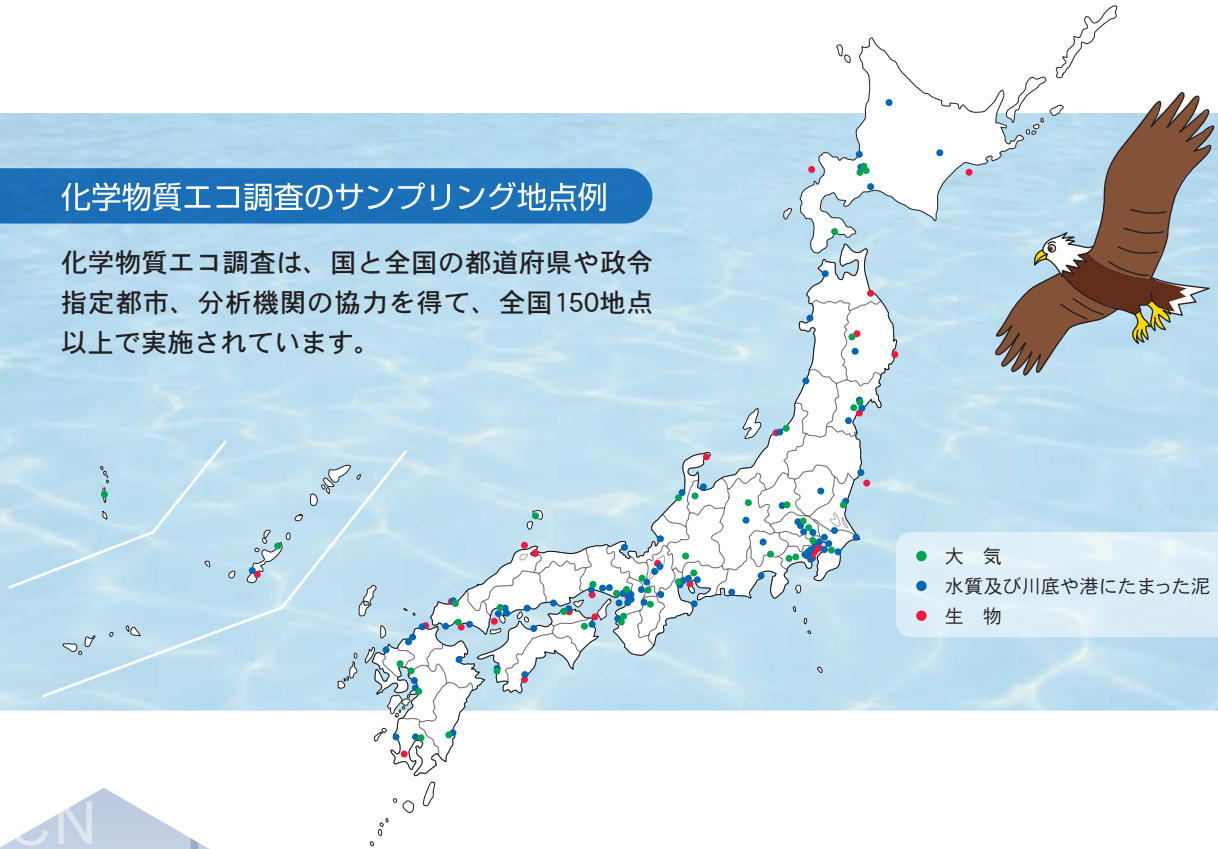 化学物質エコ調査のサンプリング地点例
化学物質エコ調査は、国と全国の都道府県や政令
指定都市、分析機関の協力を得て、全国150地点
以上で実施されています。
大　気
水質及び川底や港にたまった泥
生　物
CN